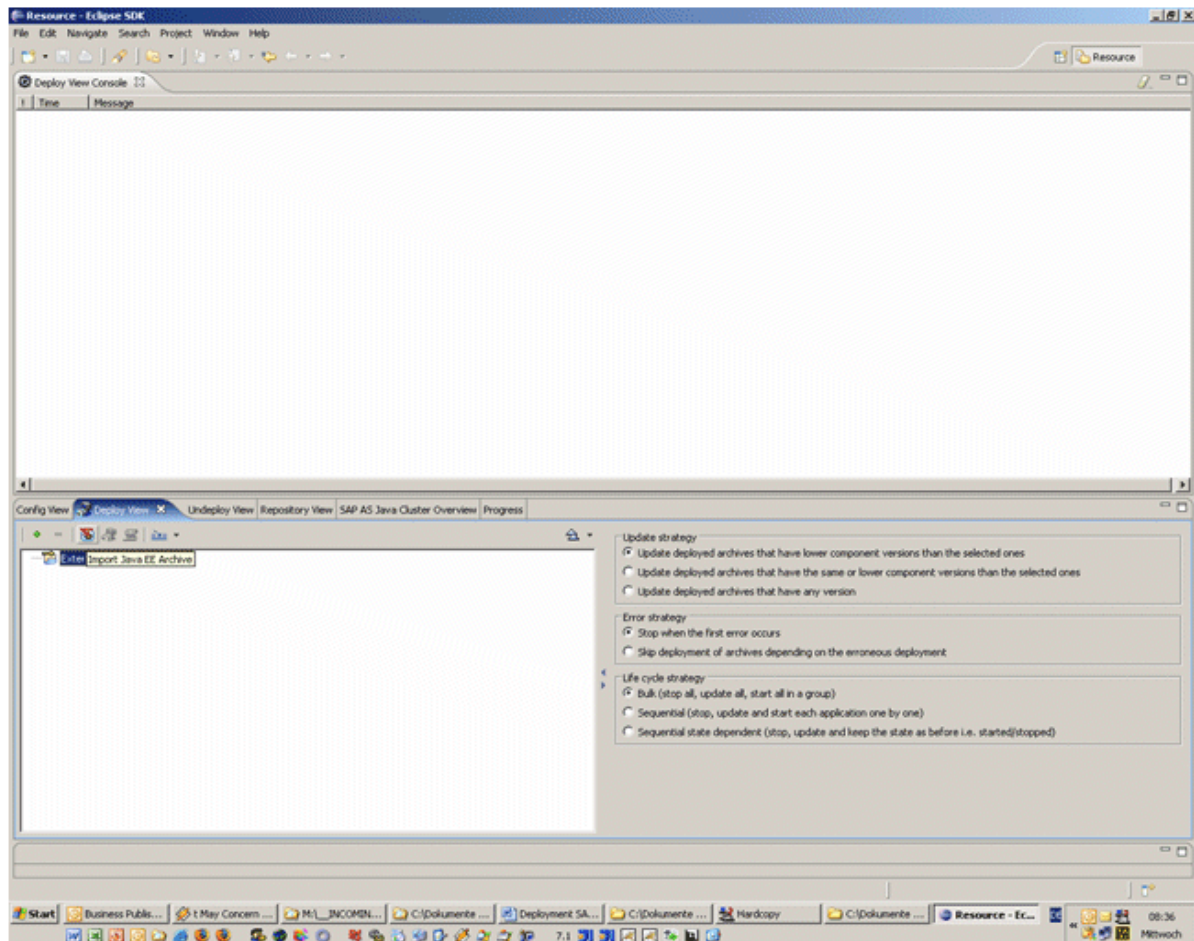 Resource - Eclipse SDK
File Edit Navigate Search Project Window Help
Resource
Deploy View Console
! Time Message
Config View Deploy View Undeploy View Repository View SAP AS Java Cluster Overview Progress
Exter Import Java EE Archive
Update strategy
Update deployed archives that have lower component versions than the selected ones
Update deployed archives that have the same or lower component versions than the selected ones
Update deployed archives that have any version
Error strategy
Stop when the first error occurs
Skip deployment of archives depending on the erroneous deployment
Life cycle strategy
Bulk (stop all, update all, start all in a group)
Sequential (stop, update and start each application one by one)
Sequential state dependent (stop, update and keep the state as before i.e. started/stopped)
Start Business Publis... t May Concern ... M:\__INCOMIN... C:\Dokumente ... Deployment SA... C:\Dokumente ... Hardcopy C:\Dokumente ... Resource - Ec... 08:36
7.1 Mittwoch